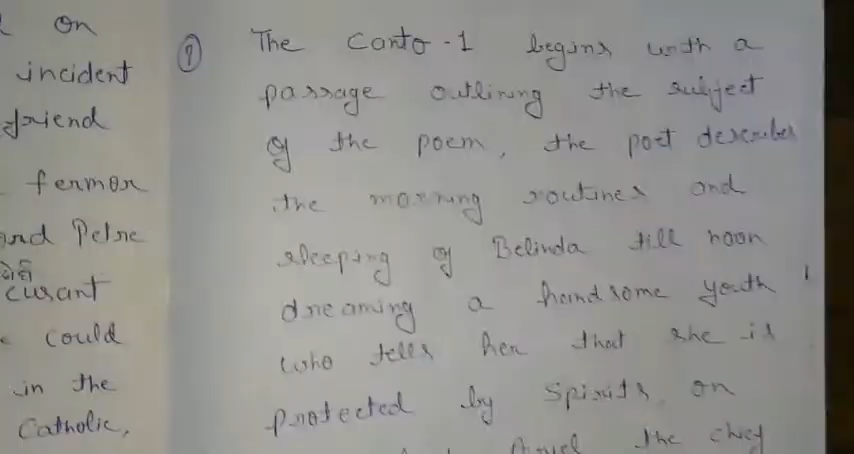 on
incident
friend
fermor
and Petre
curant
could
in the
Catholic,
① The Canto-1 begins with a
passage outlining the subject
of the poem, the poet describes
the morning routines and
sleeping of Belinda till noon
dreaming a handsome youth
who tells her that she is
protected by spirits. on
Ariel the chief